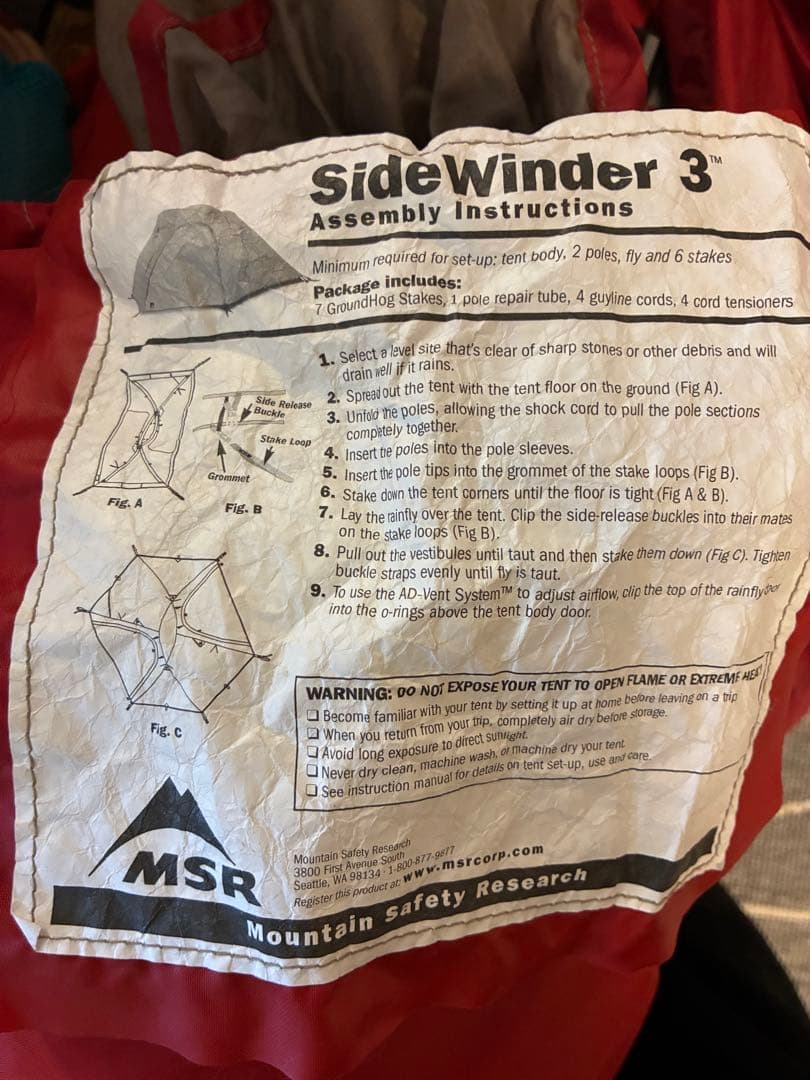 SideWinder 3™
Assembly Instructions
Minimum required for set-up: tent body, 2 poles, fly and 6 stakes
Package includes:
7 GroundHog Stakes, 1 pole repair tube, 4 guyline cords, 4 cord tensioners
1. Select a level site that's clear of sharp stones or other debris and will
drain well if it rains.
2. Spread out the tent with the tent floor on the ground (Fig A).
3. Unfold the poles, allowing the shock cord to pull the pole sections
completely together.
4. Insert the poles into the pole sleeves.
5. Insert the pole tips into the grommet of the stake loops (Fig B).
6. Stake down the tent corners until the floor is tight (Fig A & B).
7. Lay the rainfly over the tent. Clip the side-release buckles into their mates
on the stake loops (Fig B).
8. Pull out the vestibules until taut and then stake them down (Fig C). Tighten
buckle straps evenly until fly is taut.
9. To use the AD-Vent System™ to adjust airflow, clip the top of the rainfly door
into the o-rings above the tent body door.
Side Release
Buckle
Stake Loop
Grommet
Fig. A
Fig. B
Fig. C
WARNING: DO NOT EXPOSE YOUR TENT TO OPEN FLAME OR EXTREME HEAT
❏ Become familiar with your tent by setting it up at home before leaving on a trip
❏ When you return from your trip, completely air dry before storage.
❏ Avoid long exposure to direct sunlight.
❏ Never dry clean, machine wash, or machine dry your tent
❏ See instruction manual for details on tent set-up, use and care.
MSR
Mountain Safety Research
3800 First Avenue South
Seattle, WA 98134 · 1-800-877-9677
Register this product at: www.msrcorp.com
Mountain Safety Research